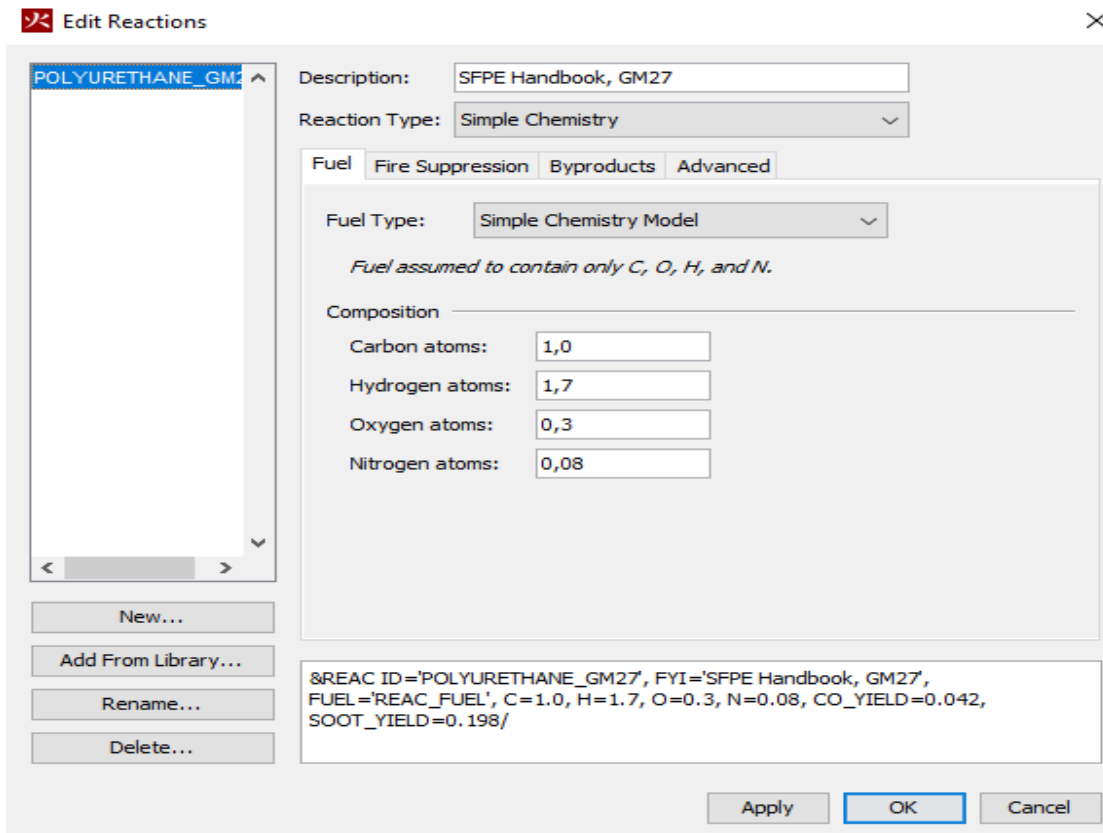 Edit Reactions
POLYURETHANE_GM2
Description: SFPE Handbook, GM27
Reaction Type: Simple Chemistry
Fuel Fire Suppression Byproducts Advanced
Fuel Type: Simple Chemistry Model
Fuel assumed to contain only C, O, H, and N.
Composition
Carbon atoms: 1,0
Hydrogen atoms: 1,7
Oxygen atoms: 0,3
Nitrogen atoms: 0,08
New...
Add From Library...
Rename...
Delete...
&REAC ID='POLYURETHANE_GM27', FYI='SFPE Handbook, GM27',
FUEL='REAC_FUEL', C=1.0, H=1.7, O=0.3, N=0.08, CO_YIELD=0.042,
SOOT_YIELD=0.198/
Apply OK Cancel